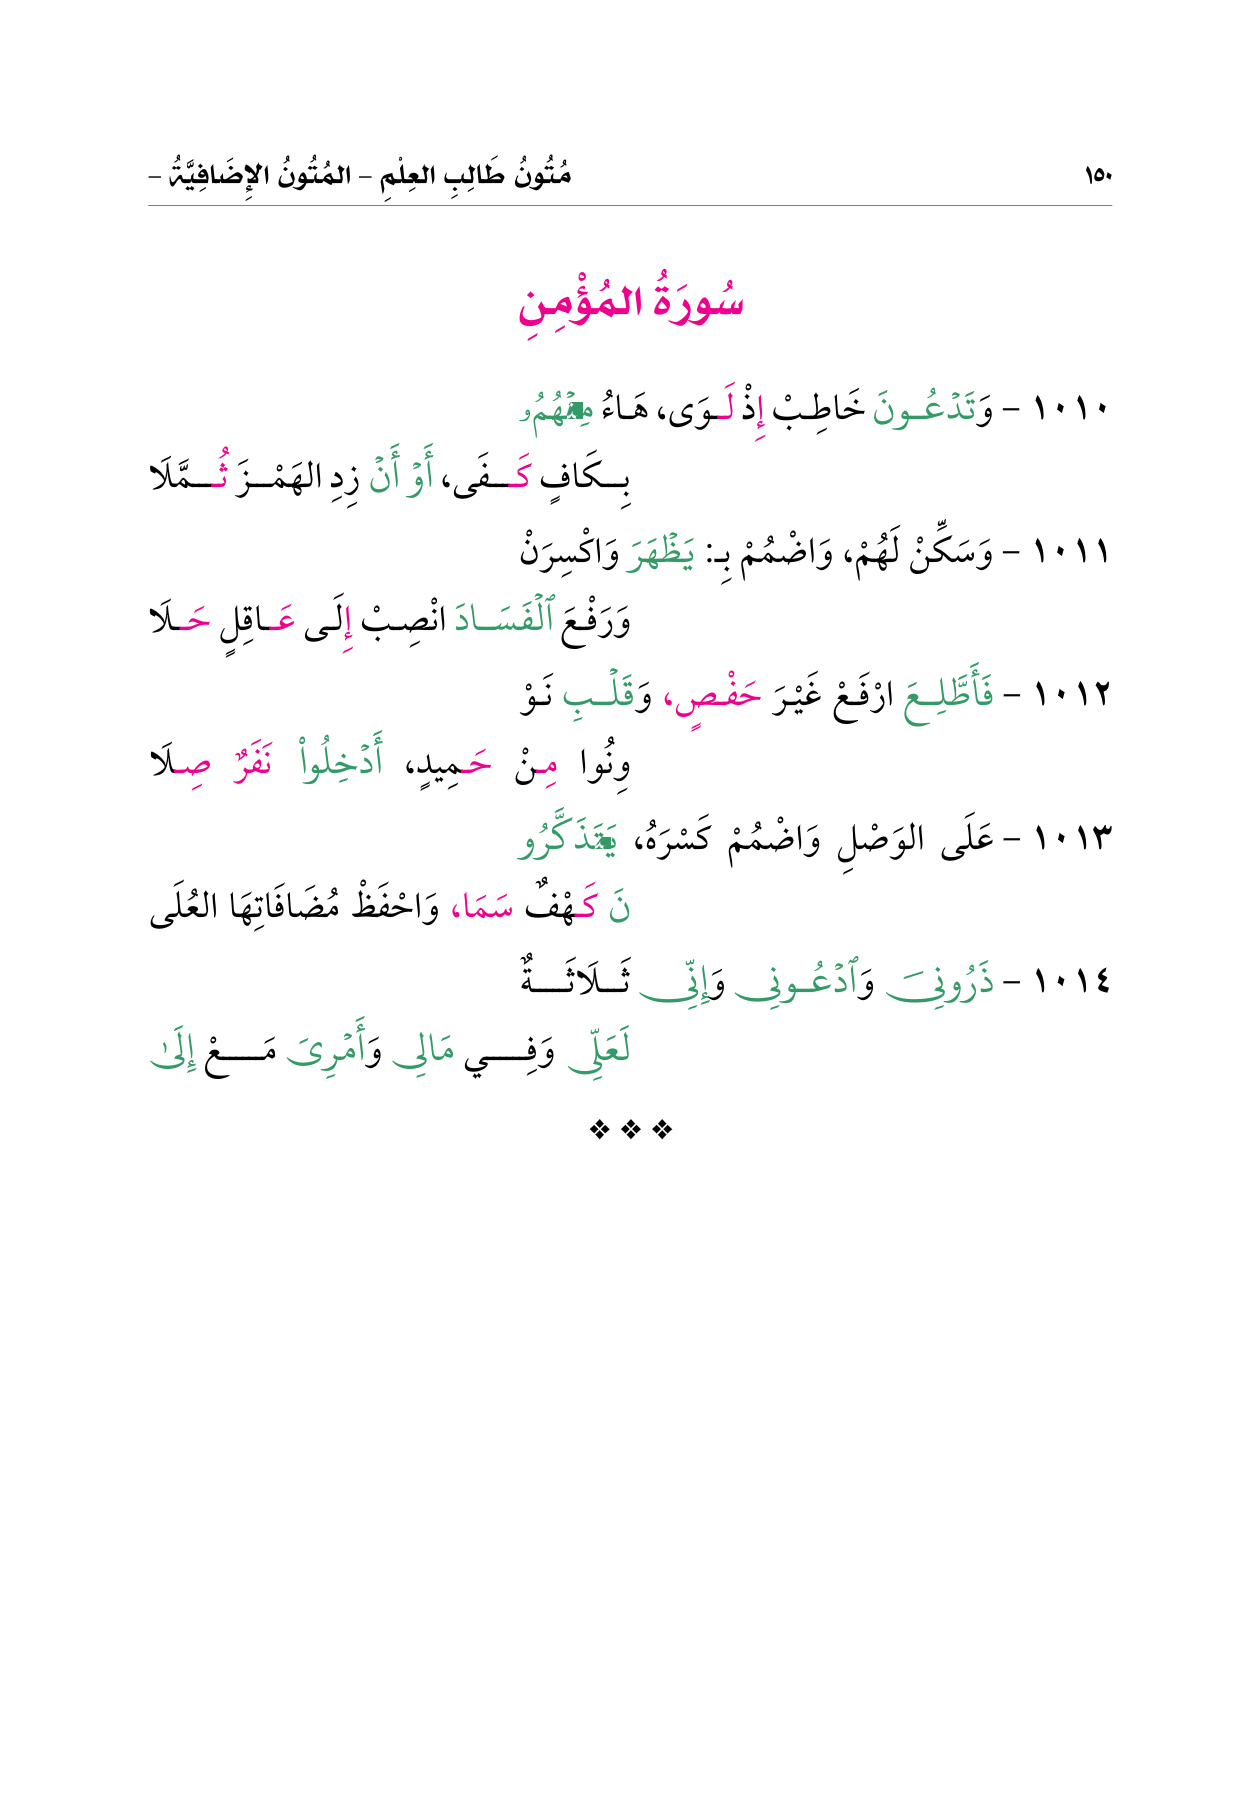 ١٥٠ مُتُونُ طَالِبِ العِلْمِ – المُتُونُ الإِضَافِيَّةُ –
سُورَةُ المُؤْمِنِ
١٠١٠ – وَتَدۡعُونَ خَاطِبْ إِذْ لَوَى، هَاءُ مِنۡهُمُۥ
بِكَافٍ كَفَى، أَوۡ أَنۡ زِدِ الهَمْزَ ثُمَّلَا
١٠١١ – وَسَكِّنْ لَهُمْ، وَاضْمُمْ بِـ: يَظۡهَرَ وَاكْسِرَنْ
وَرَفْعَ ٱلۡفَسَادَ انْصِبْ إِلَى عَاقِلٍ حَلَا
١٠١٢ – فَأَطَّلِعَ ارْفَعْ غَيْرَ حَفْصٍ، وَقَلۡبِ نَوْ
وِنُوا مِنْ حَمِيدٍ، أَدۡخِلُواْ نَفَرٌ صِلَا
١٠١٣ – عَلَى الوَصْلِ وَاضْمُمْ كَسْرَهُ، يَتَذَكَّرُو
نَ كَهْفٌ سَمَا، وَاحْفَظْ مُضَافَاتِهَا العُلَى
١٠١٤ – ذَرُونِيَ وَٱدۡعُونِي وَإِنِّي ثَلَاثَةٌ
لَعَلِّي وَفِي مَالِي وَأَمۡرِيَ مَعْ إِلَىٰ